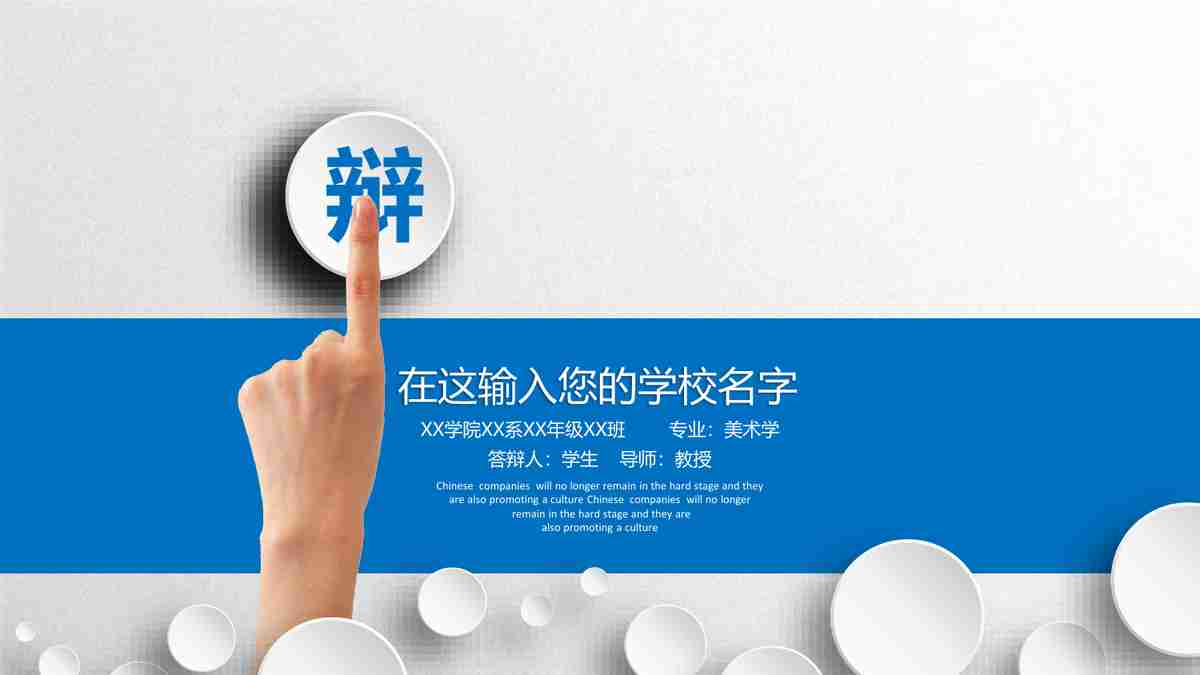 辩
在这输入您的学校名字
XX学院XX系XX年级XX班 专业：美术学
答辩人：学生 导师：教授
Chinese companies will no longer remain in the hard stage and they
are also promoting a culture Chinese companies will no longer
remain in the hard stage and they are
also promoting a culture